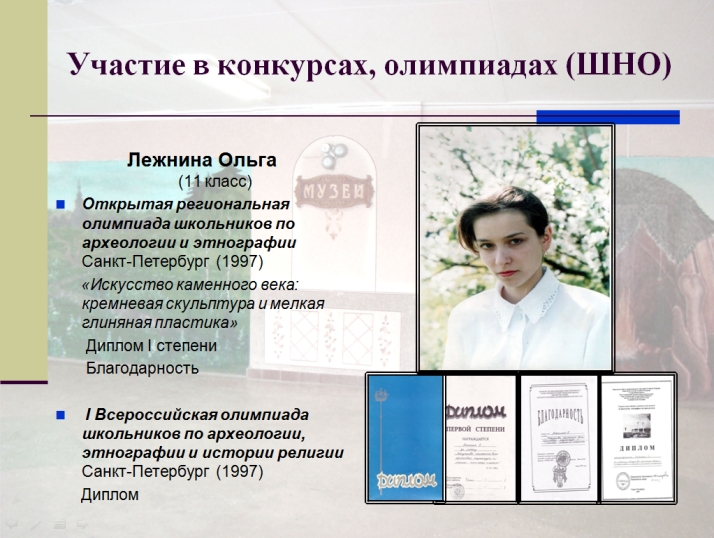 Участие в конкурсах, олимпиадах (ШНО)
МУЗЕЙ
Лежнина Ольга
(11 класс)
Открытая региональная
олимпиада школьников по
археологии и этнографии
Санкт-Петербург (1997)
«Искусство каменного века:
кремневая скульптура и мелкая
глиняная пластика»
Диплом I степени
Благодарность
I Всероссийская олимпиада
школьников по археологии,
этнографии и истории религии
Санкт-Петербург (1997)
Диплом
ДИПЛОМ
ДИПЛОМ
ПЕРВОЙ СТЕПЕНИ
НАГРАЖДАЕТСЯ
БЛАГОДАРНОСТЬ
ДИПЛОМ